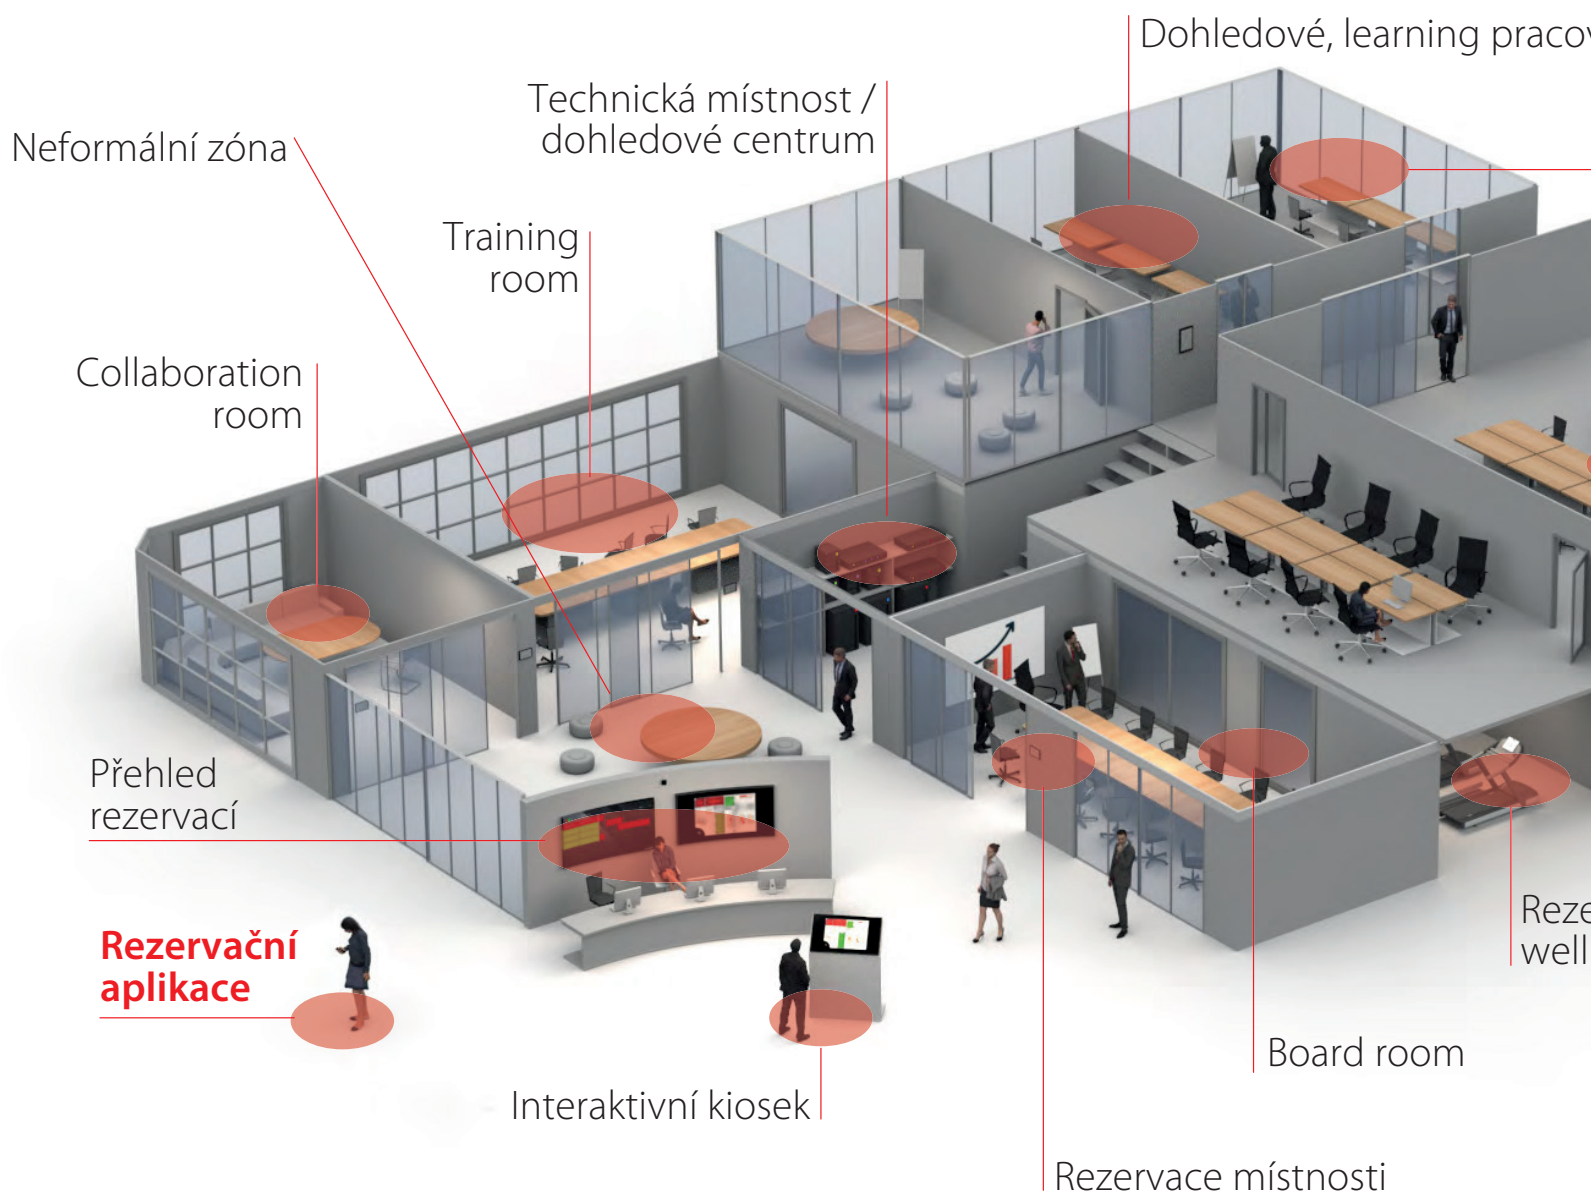 Dohledové, learning
Technická místnost /
dohledové centrum
Neformální zóna
Training
room
Collaboration
room
Přehled
rezervací
Rezervační
aplikace
Interaktivní kiosek
Board room
Rezervace místnosti